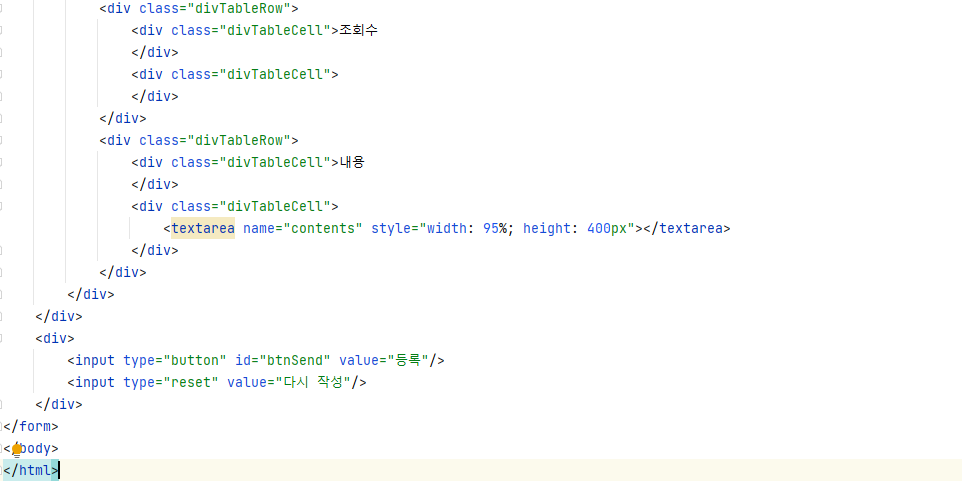 <div class="divTableRow">
<div class="divTableCell">조회수
</div>
<div class="divTableCell">
</div>
</div>
<div class="divTableRow">
<div class="divTableCell">내용
</div>
<div class="divTableCell">
<textarea name="contents" style="width: 95%; height: 400px"></textarea>
</div>
</div>
</div>
</div>
<div>
<input type="button" id="btnSend" value="등록"/>
<input type="reset" value="다시 작성"/>
</div>
</form>
</body>
</html>